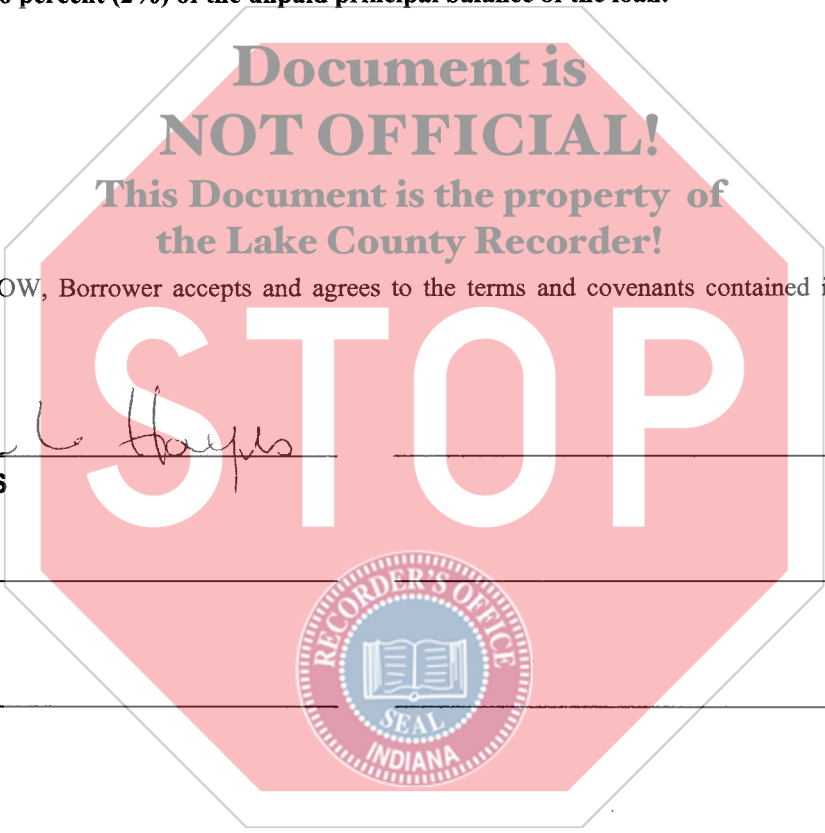 percent (2%) of the unpaid principal balance of the loan.
Document is
NOT OFFICIAL!
This Document is the property of
the Lake County Recorder!
OW, Borrower accepts and agrees to the terms and covenants contained
STOP
L Hayes
S
RECORDER'S OFFICE
SEAL
INDIANA